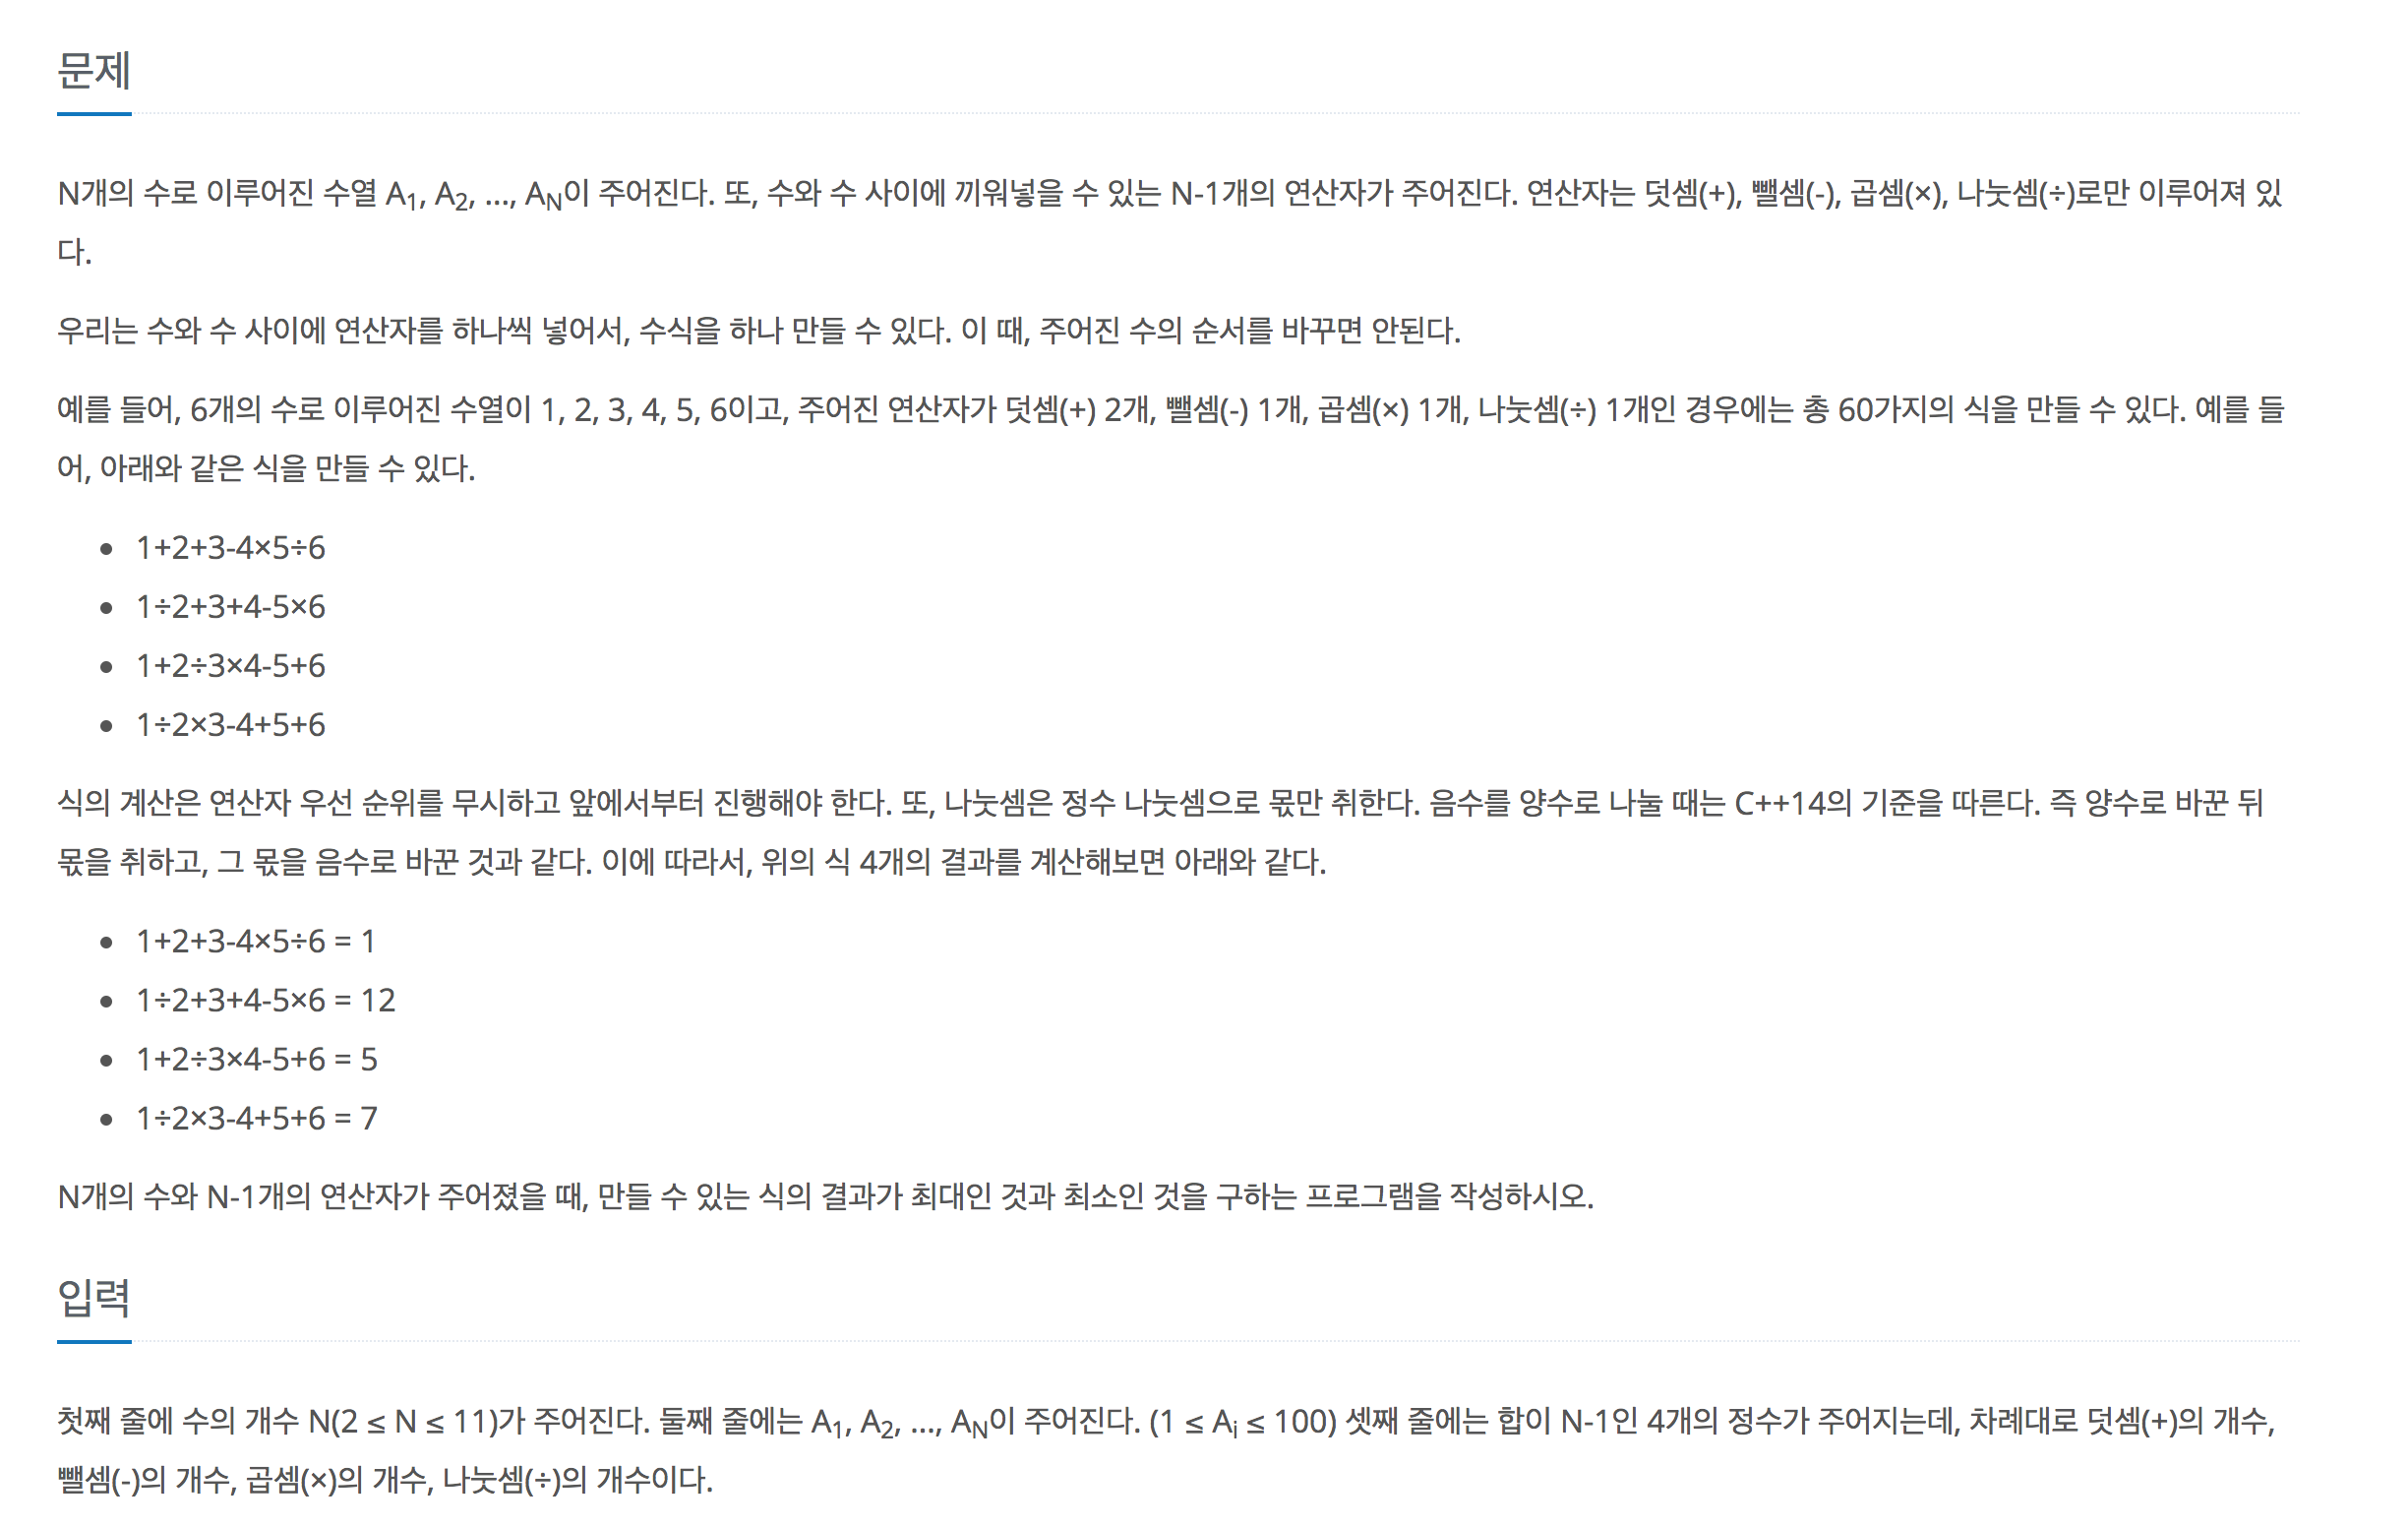 문제
N개의 수로 이루어진 수열 A1, A2, ..., AN이 주어진다. 또, 수와 수 사이에 끼워넣을 수 있는 N-1개의 연산자가 주어진다. 연산자는 덧셈(+), 뺄셈(-), 곱셈(×), 나눗셈(÷)로만 이루어져 있
다.
우리는 수와 수 사이에 연산자를 하나씩 넣어서, 수식을 하나 만들 수 있다. 이 때, 주어진 수의 순서를 바꾸면 안된다.
예를 들어, 6개의 수로 이루어진 수열이 1, 2, 3, 4, 5, 6이고, 주어진 연산자가 덧셈(+) 2개, 뺄셈(-) 1개, 곱셈(×) 1개, 나눗셈(÷) 1개인 경우에는 총 60가지의 식을 만들 수 있다. 예를 들
어, 아래와 같은 식을 만들 수 있다.
• 1+2+3-4×5÷6
• 1÷2+3+4-5×6
• 1+2÷3×4-5+6
• 1÷2×3-4+5+6
식의 계산은 연산자 우선 순위를 무시하고 앞에서부터 진행해야 한다. 또, 나눗셈은 정수 나눗셈으로 몫만 취한다. 음수를 양수로 나눌 때는 C++14의 기준을 따른다. 즉 양수로 바꾼 뒤
몫을 취하고, 그 몫을 음수로 바꾼 것과 같다. 이에 따라서, 위의 식 4개의 결과를 계산해보면 아래와 같다.
• 1+2+3-4×5÷6 = 1
• 1÷2+3+4-5×6 = 12
• 1+2÷3×4-5+6 = 5
• 1÷2×3-4+5+6 = 7
N개의 수와 N-1개의 연산자가 주어졌을 때, 만들 수 있는 식의 결과가 최대인 것과 최소인 것을 구하는 프로그램을 작성하시오.
입력
첫째 줄에 수의 개수 N(2 ≤ N ≤ 11)가 주어진다. 둘째 줄에는 A1, A2, ..., AN이 주어진다. (1 ≤ Ai ≤ 100) 셋째 줄에는 합이 N-1인 4개의 정수가 주어지는데, 차례대로 덧셈(+)의 개수,
뺄셈(-)의 개수, 곱셈(×)의 개수, 나눗셈(÷)의 개수이다.